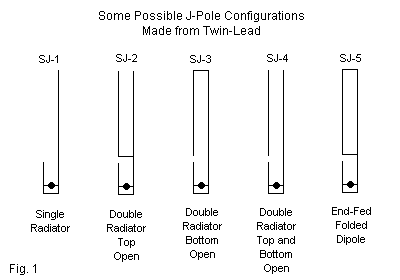 Some Possible J-Pole Configurations
Made from Twin-Lead
SJ-1
SJ-2
SJ-3
SJ-4
SJ-5
Single
Radiator
Double
Radiator
Top
Open
Double
Radiator
Bottom
Open
Double
Radiator
Top and
Bottom
Open
End-Fed
Folded
Dipole
Fig. 1